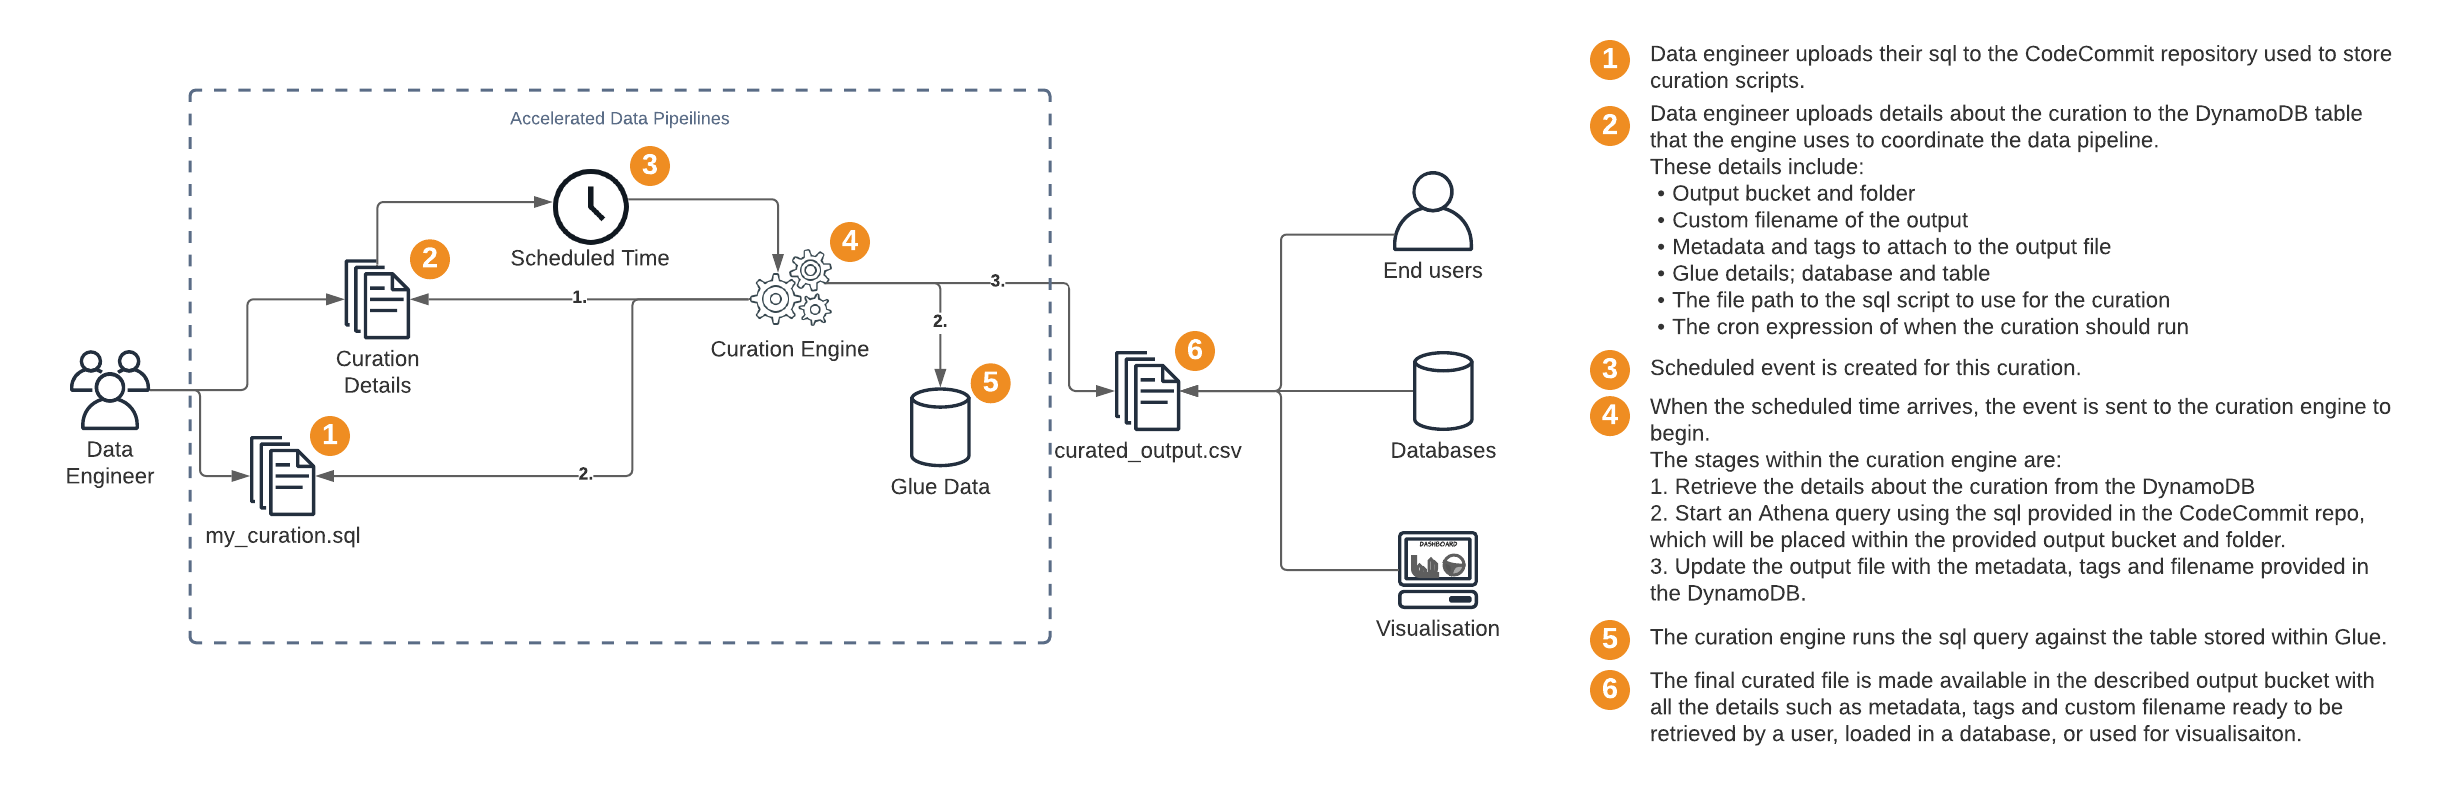 Accelerated Data Pipeilines
3
Scheduled Time
2
4
1.
3.
Curation Engine
2.
Curation
Details
5
6
Data
Engineer
1
my_curation.sql
2.
Glue Data
curated_output.csv
End users
Databases
DASHBOARD
Visualisation
1 Data engineer uploads their sql to the CodeCommit repository used to store
curation scripts.
2 Data engineer uploads details about the curation to the DynamoDB table
that the engine uses to coordinate the data pipeline.
These details include:
• Output bucket and folder
• Custom filename of the output
• Metadata and tags to attach to the output file
• Glue details; database and table
• The file path to the sql script to use for the curation
• The cron expression of when the curation should run
3 Scheduled event is created for this curation.
4 When the scheduled time arrives, the event is sent to the curation engine to
begin.
The stages within the curation engine are:
1. Retrieve the details about the curation from the DynamoDB
2. Start an Athena query using the sql provided in the CodeCommit repo,
which will be placed within the provided output bucket and folder.
3. Update the output file with the metadata, tags and filename provided in
the DynamoDB.
5 The curation engine runs the sql query against the table stored within Glue.
6 The final curated file is made available in the described output bucket with
all the details such as metadata, tags and custom filename ready to be
retrieved by a user, loaded in a database, or used for visualisaiton.